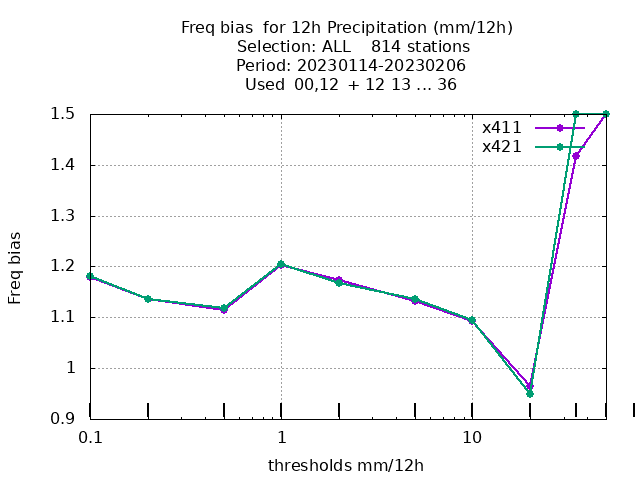 Freq bias  for 12h Precipitation (mm/12h)
Selection: ALL    814 stations
Period: 20230114-20230206
Used  00,12  + 12 13 ... 36
x411
x421
1.5
1.4
1.3
1.2
1.1
1
0.9
Freq bias
0.1
1
10
thresholds mm/12h